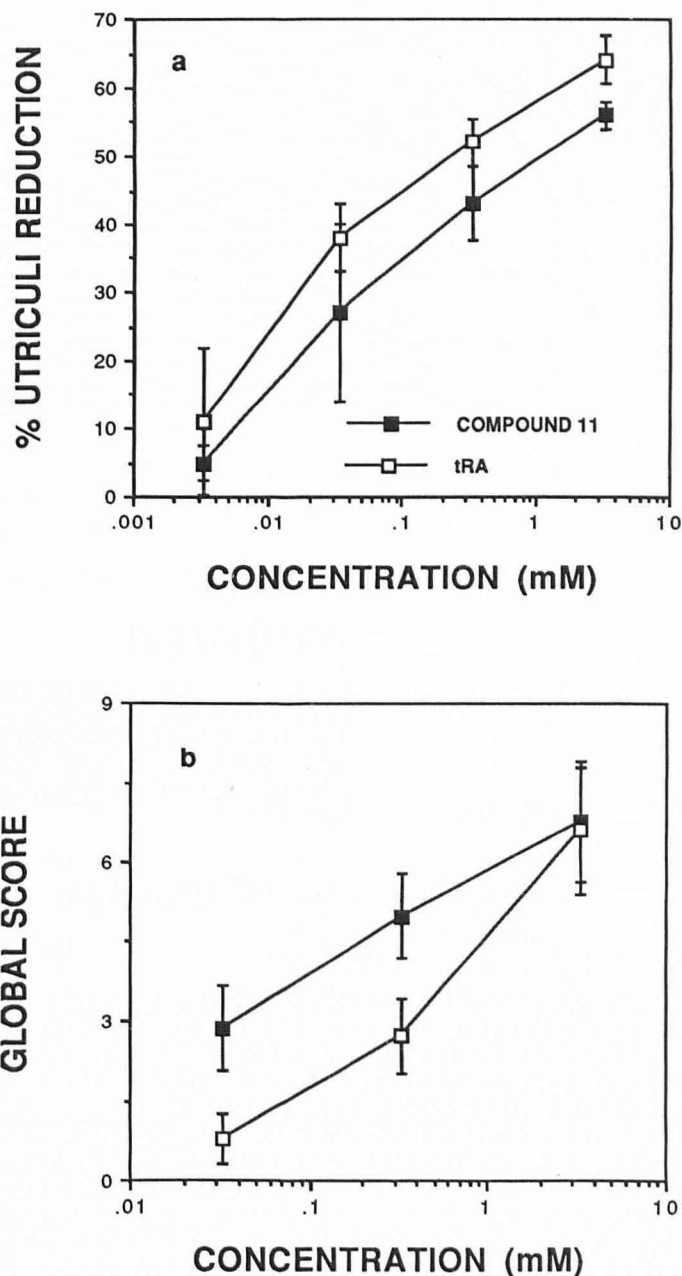 a
70
60
50
40
30
20
10
0
% UTRICULI REDUCTION
COMPOUND 11
tRA
.001 .01 .1 1 10
CONCENTRATION (mM)
b
9
6
3
0
GLOBAL SCORE
.01 .1 1 10
CONCENTRATION (mM)